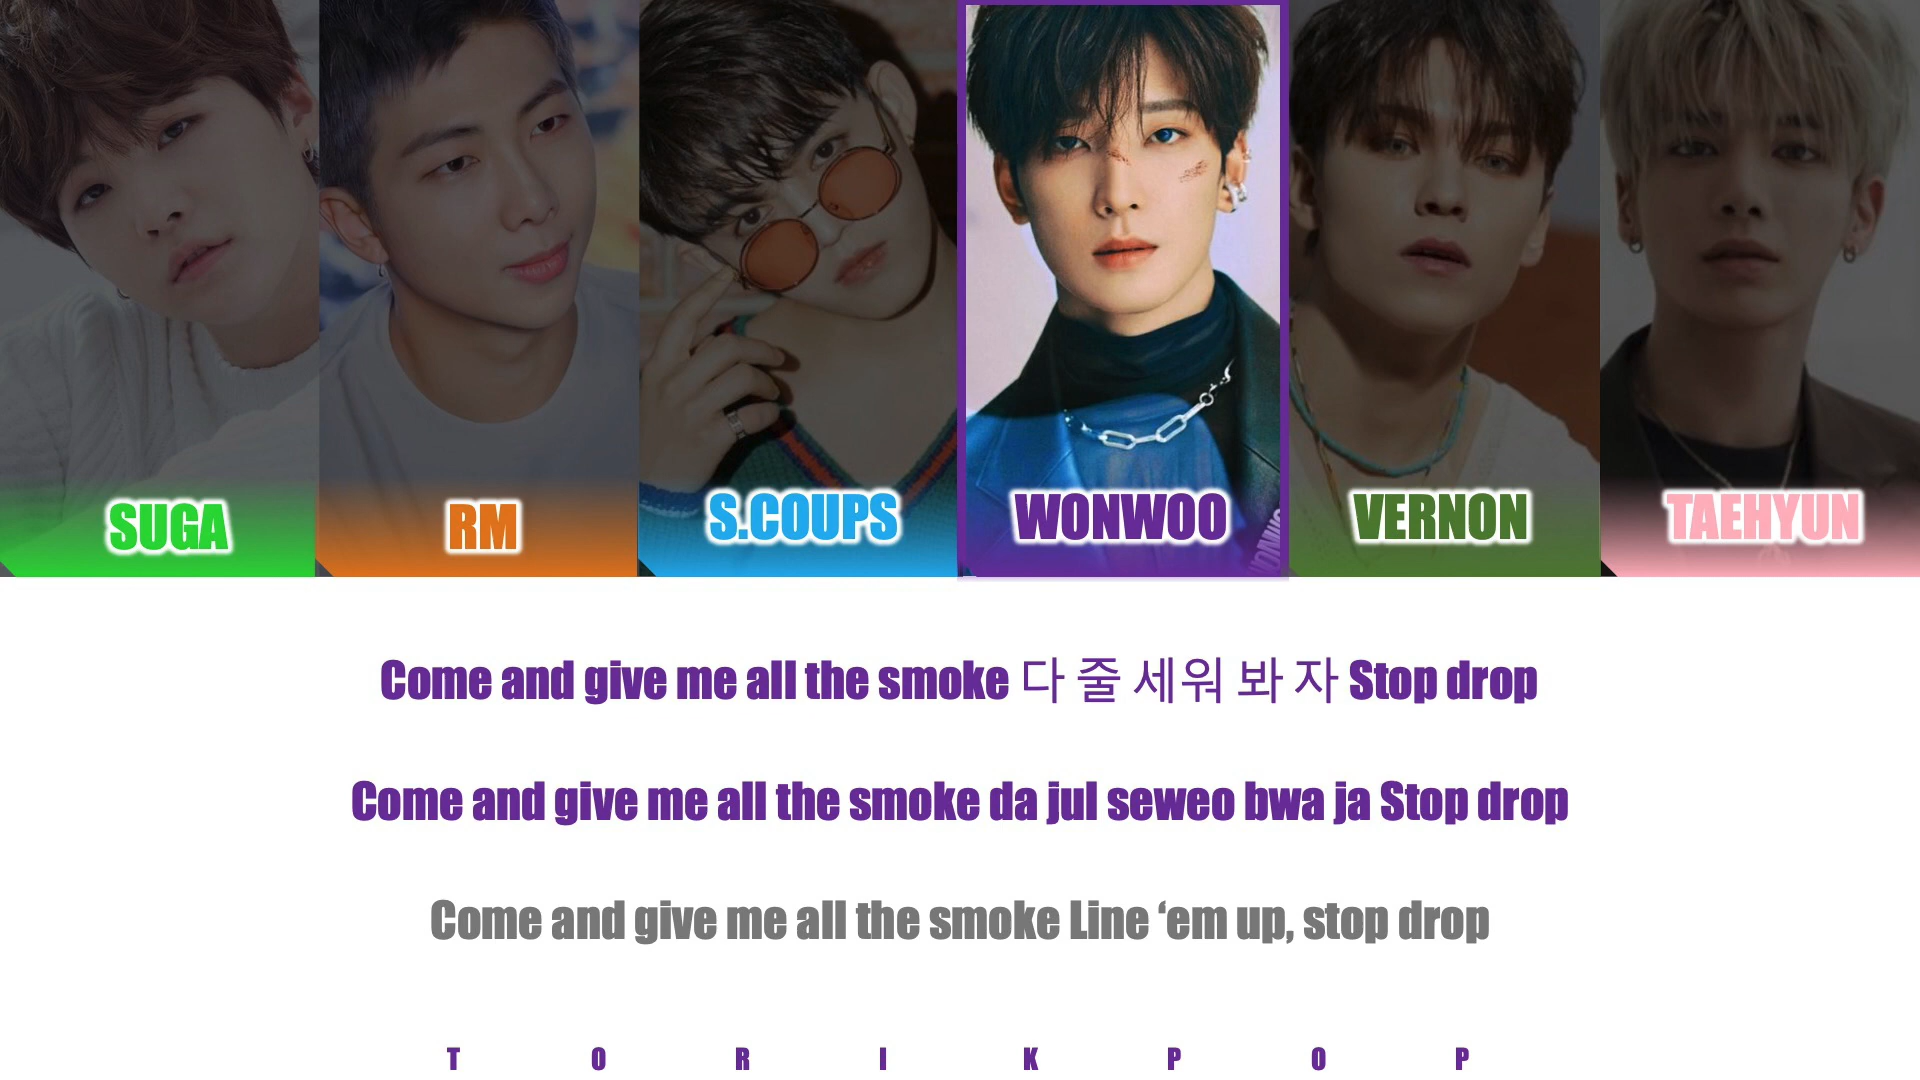 SUGA RM S.COUPS WONWOO VERNON TAEHYUN
Come and give me all the smoke 다 줄 세워 봐 자 Stop drop
Come and give me all the smoke da jul seweo bwa ja Stop drop
Come and give me all the smoke Line ‘em up, stop drop
T O R I K P O P